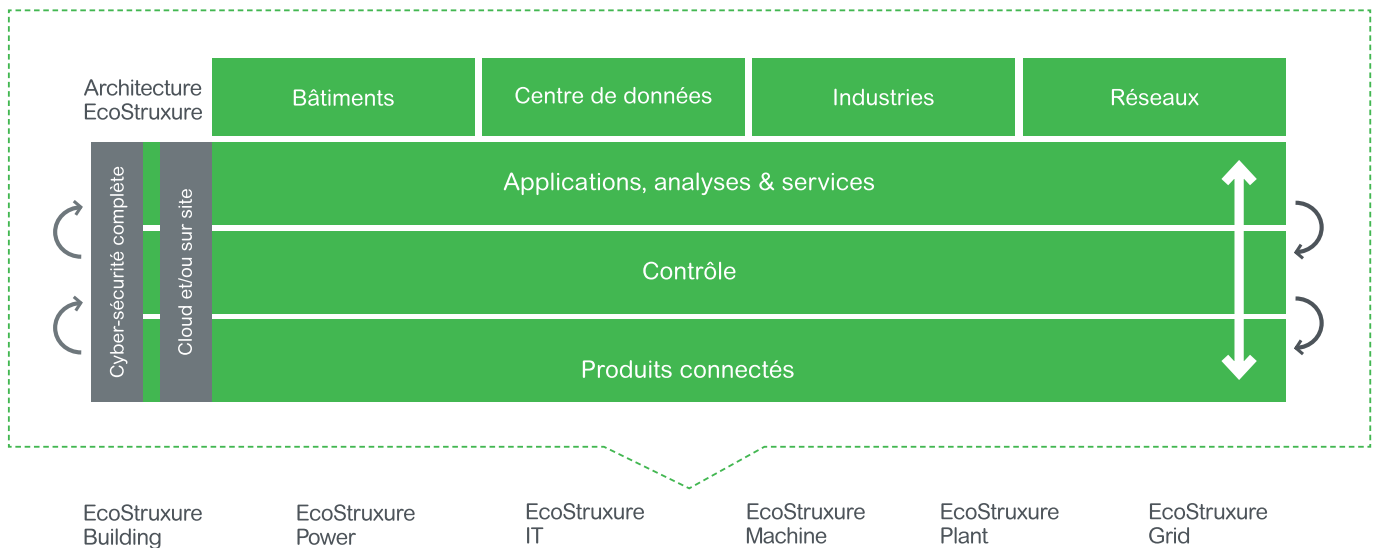 Architecture
EcoStruxure
Bâtiments
Centre de données
Industries
Réseaux
Cyber-sécurité complète
Cloud et/ou sur site
Applications, analyses & services
Contrôle
Produits connectés
EcoStruxure
Building
EcoStruxure
Power
EcoStruxure
IT
EcoStruxure
Machine
EcoStruxure
Plant
EcoStruxure
Grid